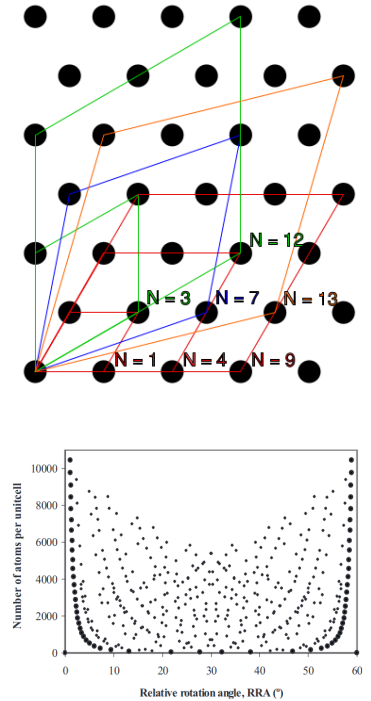 N = 12
N = 3
N = 7
N = 13
N = 1
N = 4
N = 9
Number of atoms per unitcell
10000
8000
6000
4000
2000
0
0
10
20
30
40
50
60
Relative rotation angle, RRA (º)